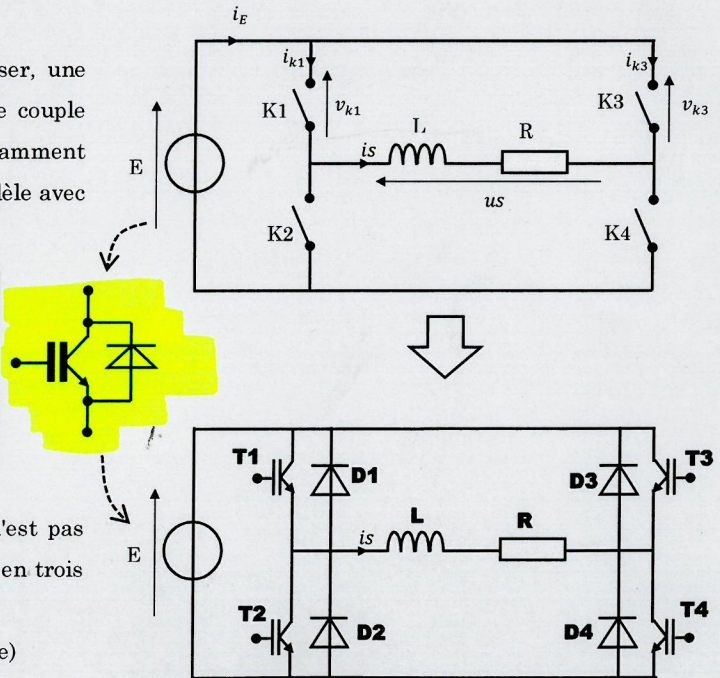 ser, une
e couple
amment
lèle avec
i_E
i_k1
v_k1
K1
i_k3
K3
v_k3
E
L
R
is
us
K2
K4
T1
D1
D3
T3
'est pas
en trois
E
is
L
R
T2
D2
D4
T4
e)